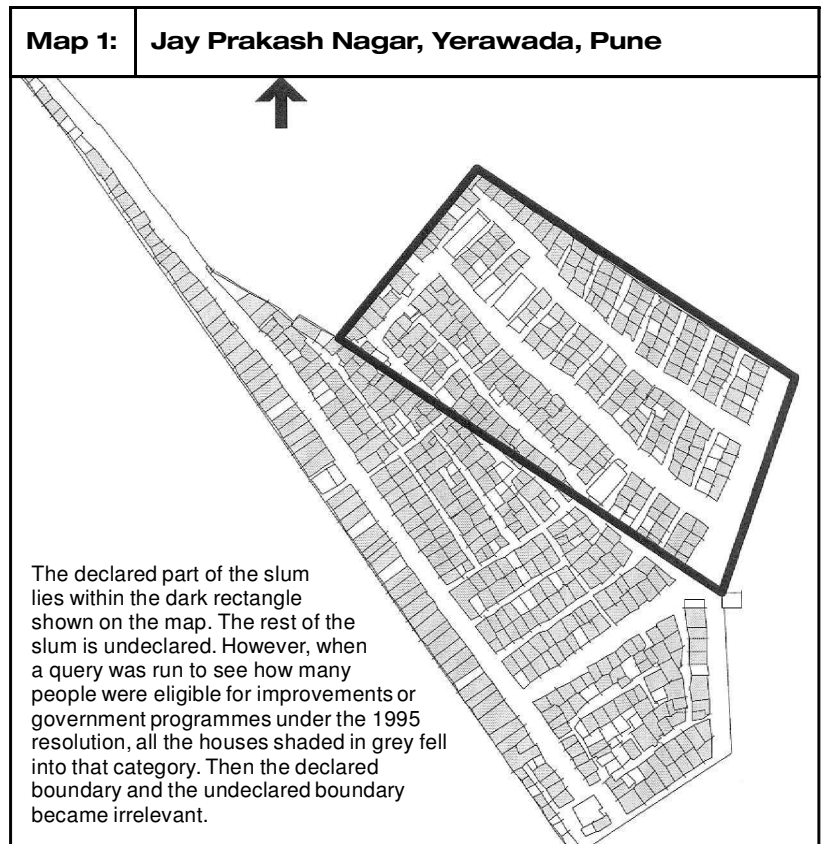 Map 1: Jay Prakash Nagar, Yerawada, Pune
The declared part of the slum
lies within the dark rectangle
shown on the map. The rest of the
slum is undeclared. However, when
a query was run to see how many
people were eligible for improvements or
government programmes under the 1995
resolution, all the houses shaded in grey fell
into that category. Then the declared
boundary and the undeclared boundary
became irrelevant.